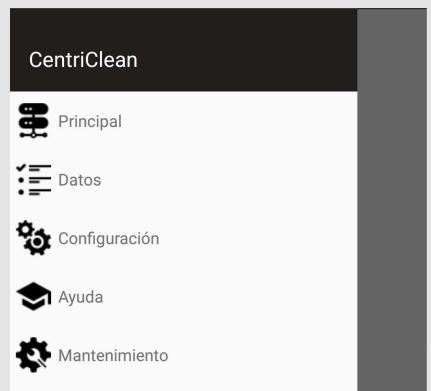 CentriClean
Principal
Datos
Configuración
Ayuda
Mantenimiento